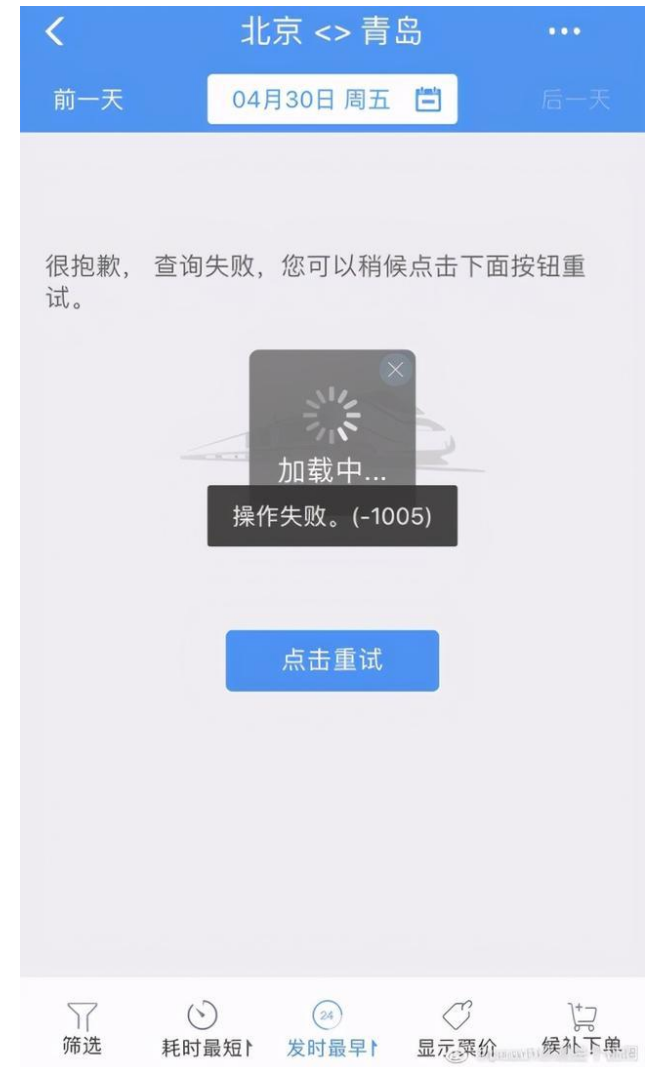 北京 <> 青岛
前一天
04月30日 周五
后一天
很抱歉， 查询失败，您可以稍候点击下面按钮重
试。
加载中...
操作失败。(-1005)
点击重试
24
筛选
耗时最短
发时最早
显示票价
候补下单